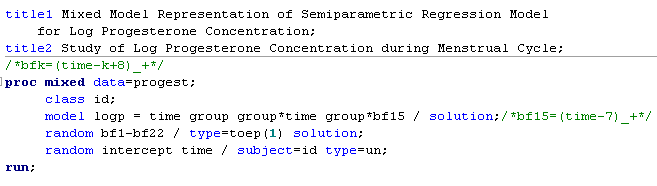 title1 Mixed Model Representation of Semiparametric Regression Model
for Log Progesterone Concentration;
title2 Study of Log Progesterone Concentration during Menstrual Cycle;
/*bfk=(time-k+8)_+*/
proc mixed data=progest;
class id;
model logp = time group group*time group*bf15 / solution;/*bf15=(time-7)_+*/
random bf1-bf22 / type=toep(1) solution;
random intercept time / subject=id type=un;
run;